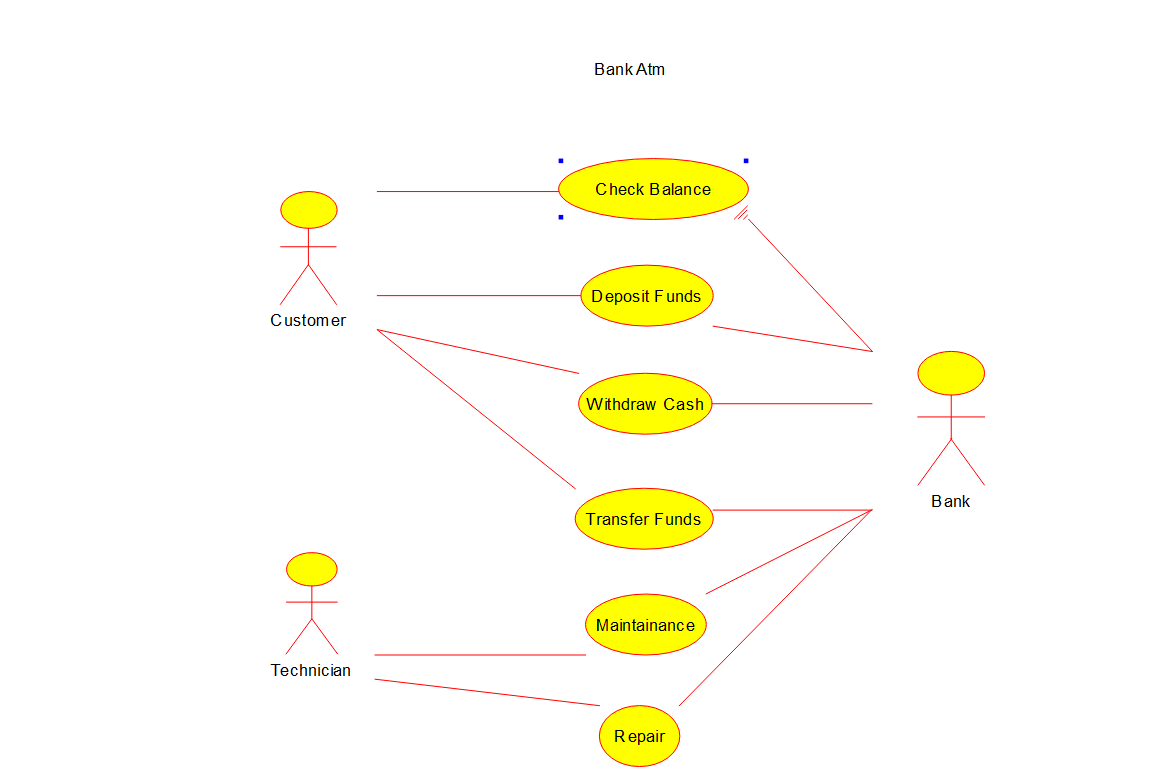 Bank Atm
Check Balance
Deposit Funds
Customer
Withdraw Cash
Bank
Transfer Funds
Maintainance
Technician
Repair